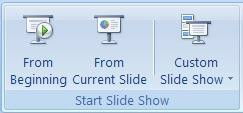 From From Custom
Beginning Current Slide Slide Show
Start Slide Show